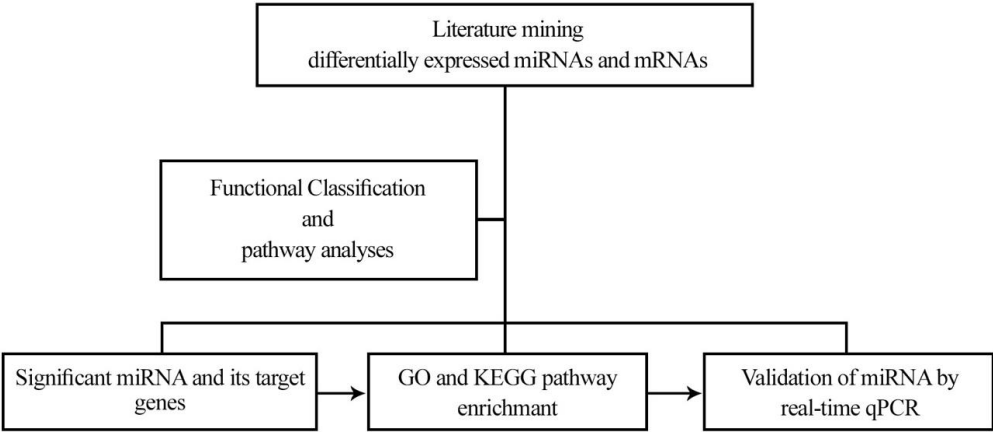 Literature mining
differentially expressed miRNAs and mRNAs
Functional Classification
and
pathway analyses
Significant miRNA and its target
genes
GO and KEGG pathway
enrichmant
Validation of miRNA by
real-time qPCR